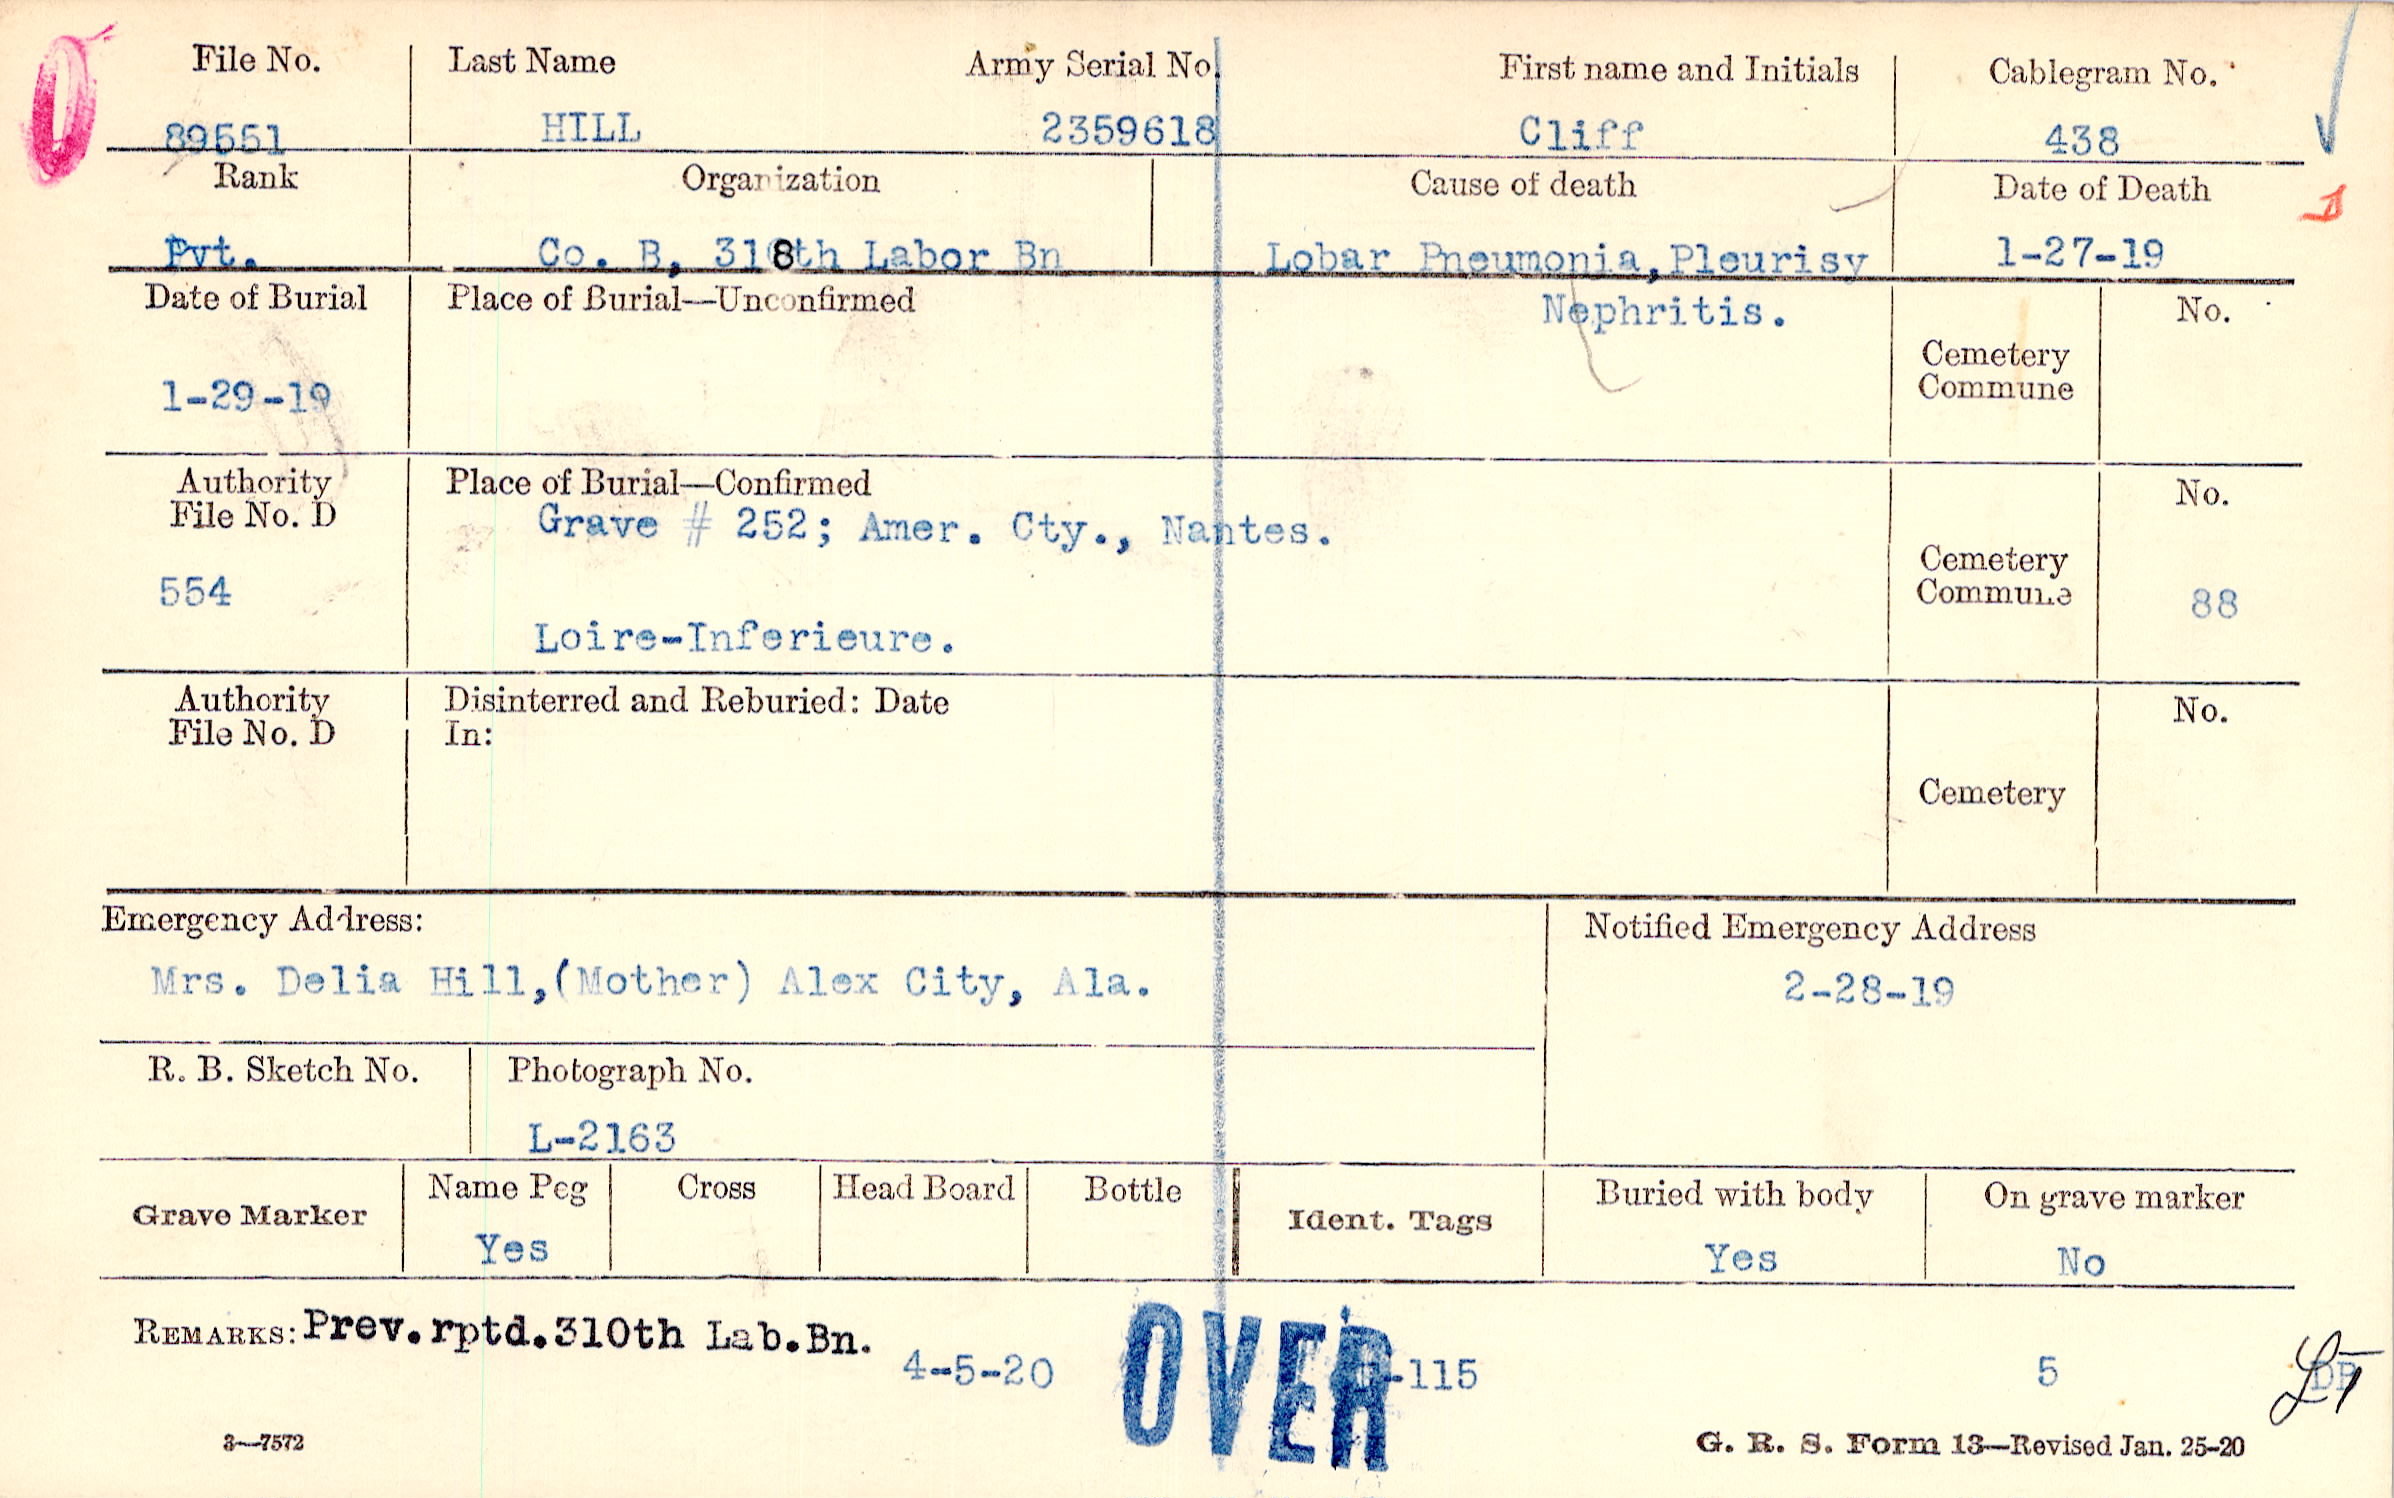 File No. Last Name Army Serial No. First name and Initials Cablegram No.
89551 HILL 2359618 Cliff 438
Rank Organization Cause of death Date of Death
Pvt. Co. B, 318th Labor Bn Lobar Pneumonia, Pleurisy 1-27-19
Nephritis.
Date of Burial Place of Burial—Unconfirmed No.
Cemetery
Commune
1-29-19
Authority Place of Burial—Confirmed No.
File No. D
Grave # 252; Amer. Cty., Nantes.
Cemetery
Commune
554 88
Loire-Inferieure.
Authority Disinterred and Reburied: Date No.
File No. D In:
Cemetery
Emergency Address: Notified Emergency Address
Mrs. Delia Hill,(Mother) Alex City, Ala. 2-28-19
R. B. Sketch No. Photograph No.
L-2163
Grave Marker Name Peg Cross Head Board Bottle Ident. Tags Buried with body On grave marker
Yes Yes No
REMARKS: Prev.rptd.310th Lab.Bn.
4-5-20 OVER -115 5
3—7572 G. R. S. Form 13—Revised Jan. 25-20